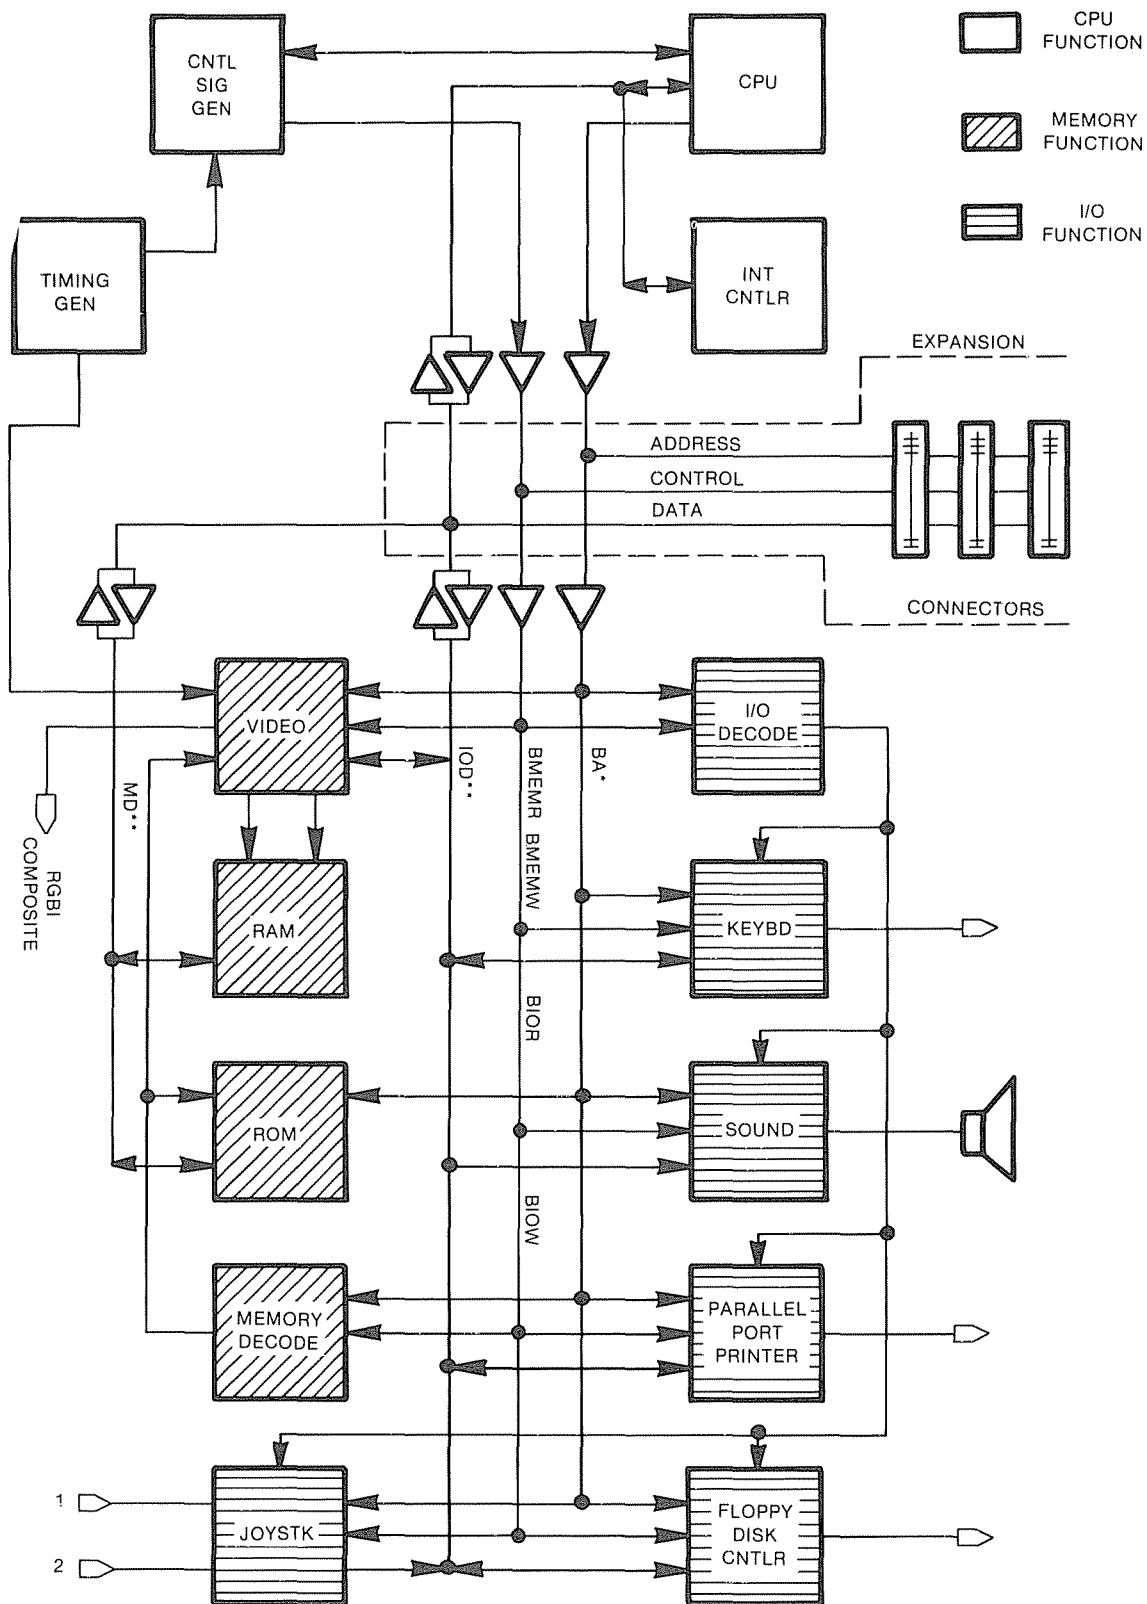 CNTL
SIG
GEN
CPU
CPU
FUNCTION
MEMORY
FUNCTION
I/O
FUNCTION
TIMING
GEN
INT
CNTLR
EXPANSION
ADDRESS
CONTROL
DATA
CONNECTORS
VIDEO
I/O
DECODE
MD**
IOD**
BMEMR
BMEMW
BIOR
BIOW
BA*
RGBI
COMPOSITE
RAM
KEYBD
ROM
SOUND
MEMORY
DECODE
PARALLEL
PORT
PRINTER
1
2
JOYSTK
FLOPPY
DISK
CNTLR